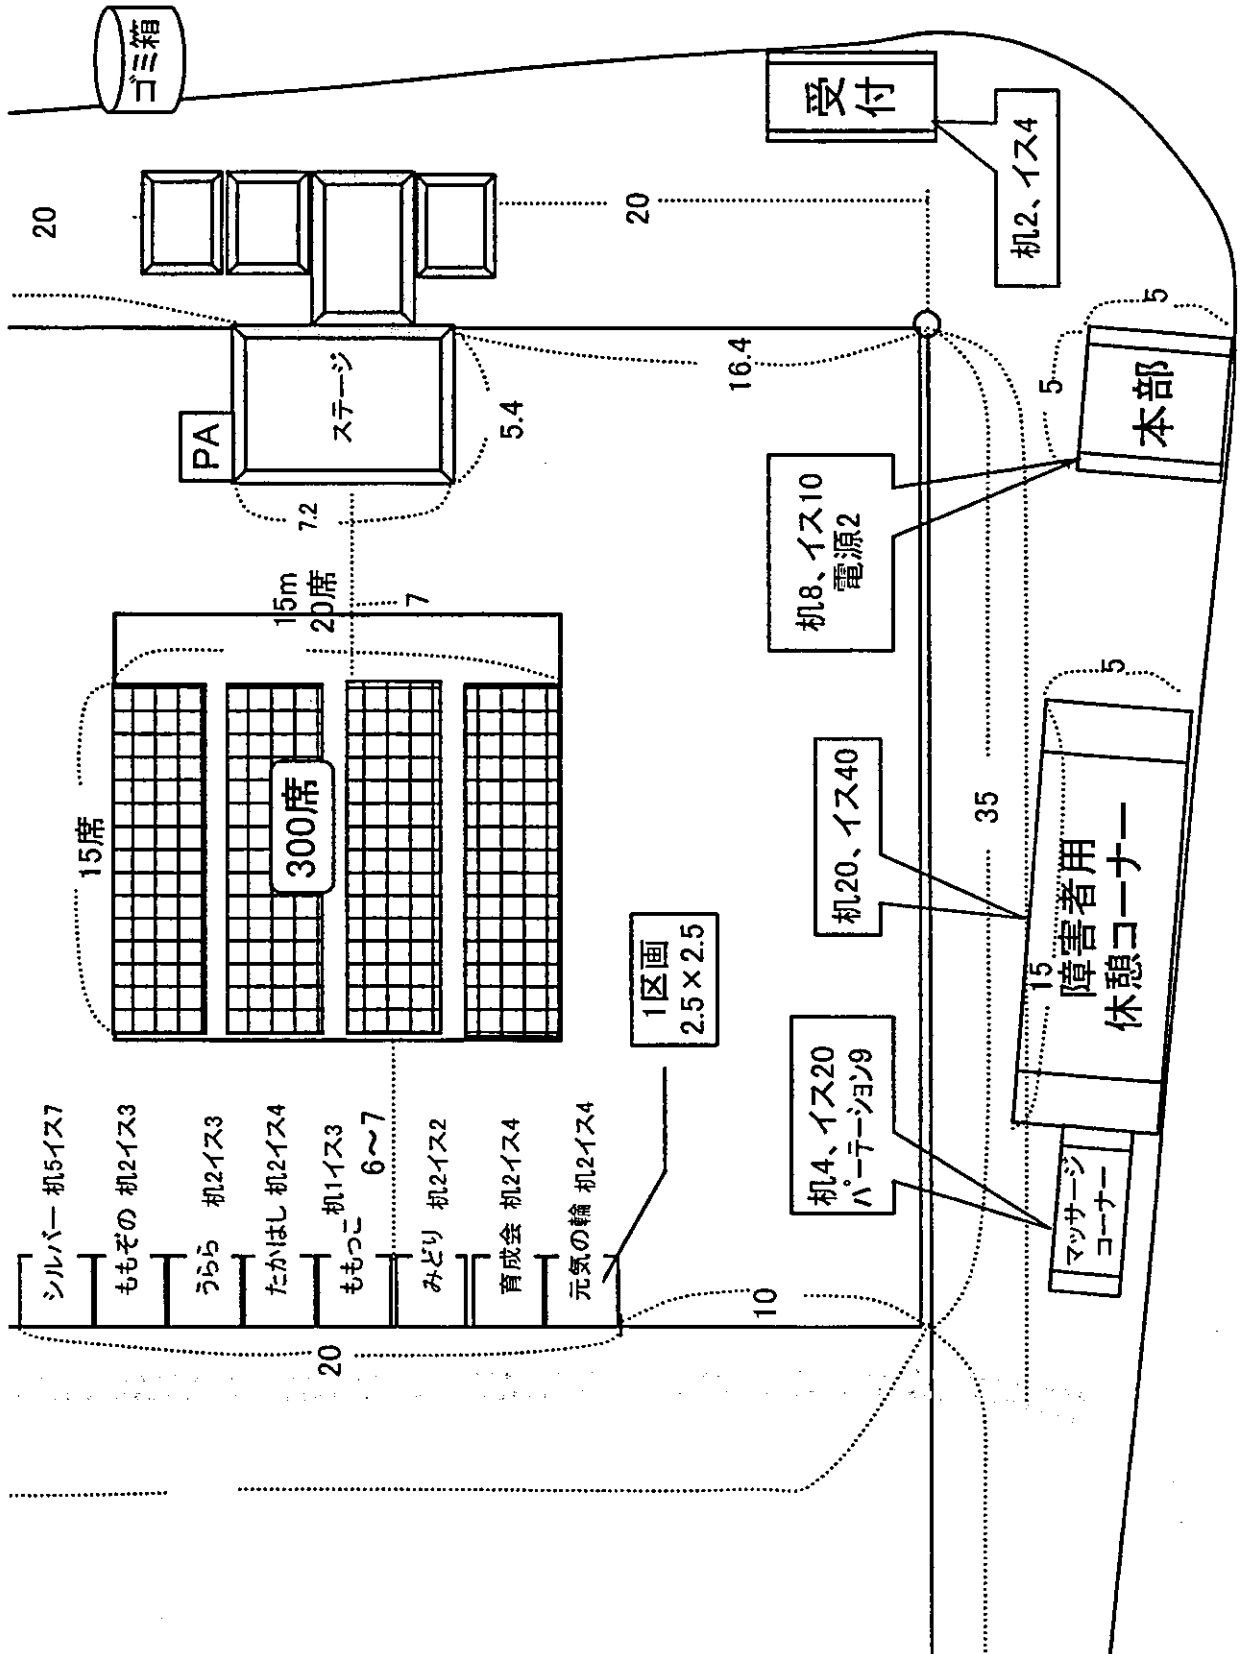 シルバー 机5イス7
ももぞの 机2イス3
うらら 机2イス3
たかはし 机2イス4
ももっこ 机1イス3
6～7
みどり 机2イス2
育成会 机2イス4
元気の輪 机2イス4
20
10
1区画
2.5×2.5
15席
300席
15m
20席
7
7.2
PA
ステージ
5.4
16.4
20
20
ゴミ箱
受付
机2、イス4
机8、イス10
電源2
本部
5
5
35
机20、イス40
障害者用
休憩コーナー
15
5
机4、イス20
パーテーション9
マッサージ
コーナー